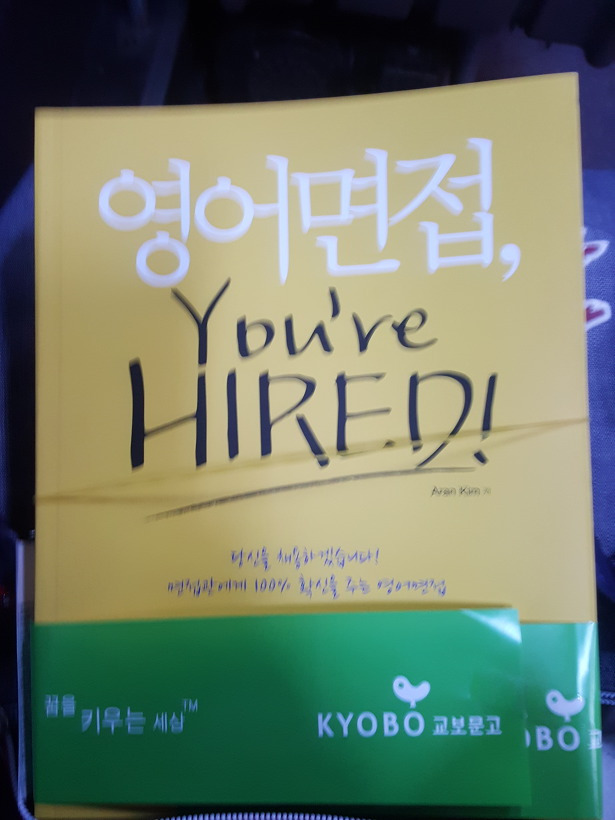 영어면접,
You're
HIRED!
Aran Kim 저
당신을 채용하겠습니다!
면접관에게 100% 확신을 주는 영어면접
꿈을 키우는 세상™
KYOBO 교보문고
OBO 교